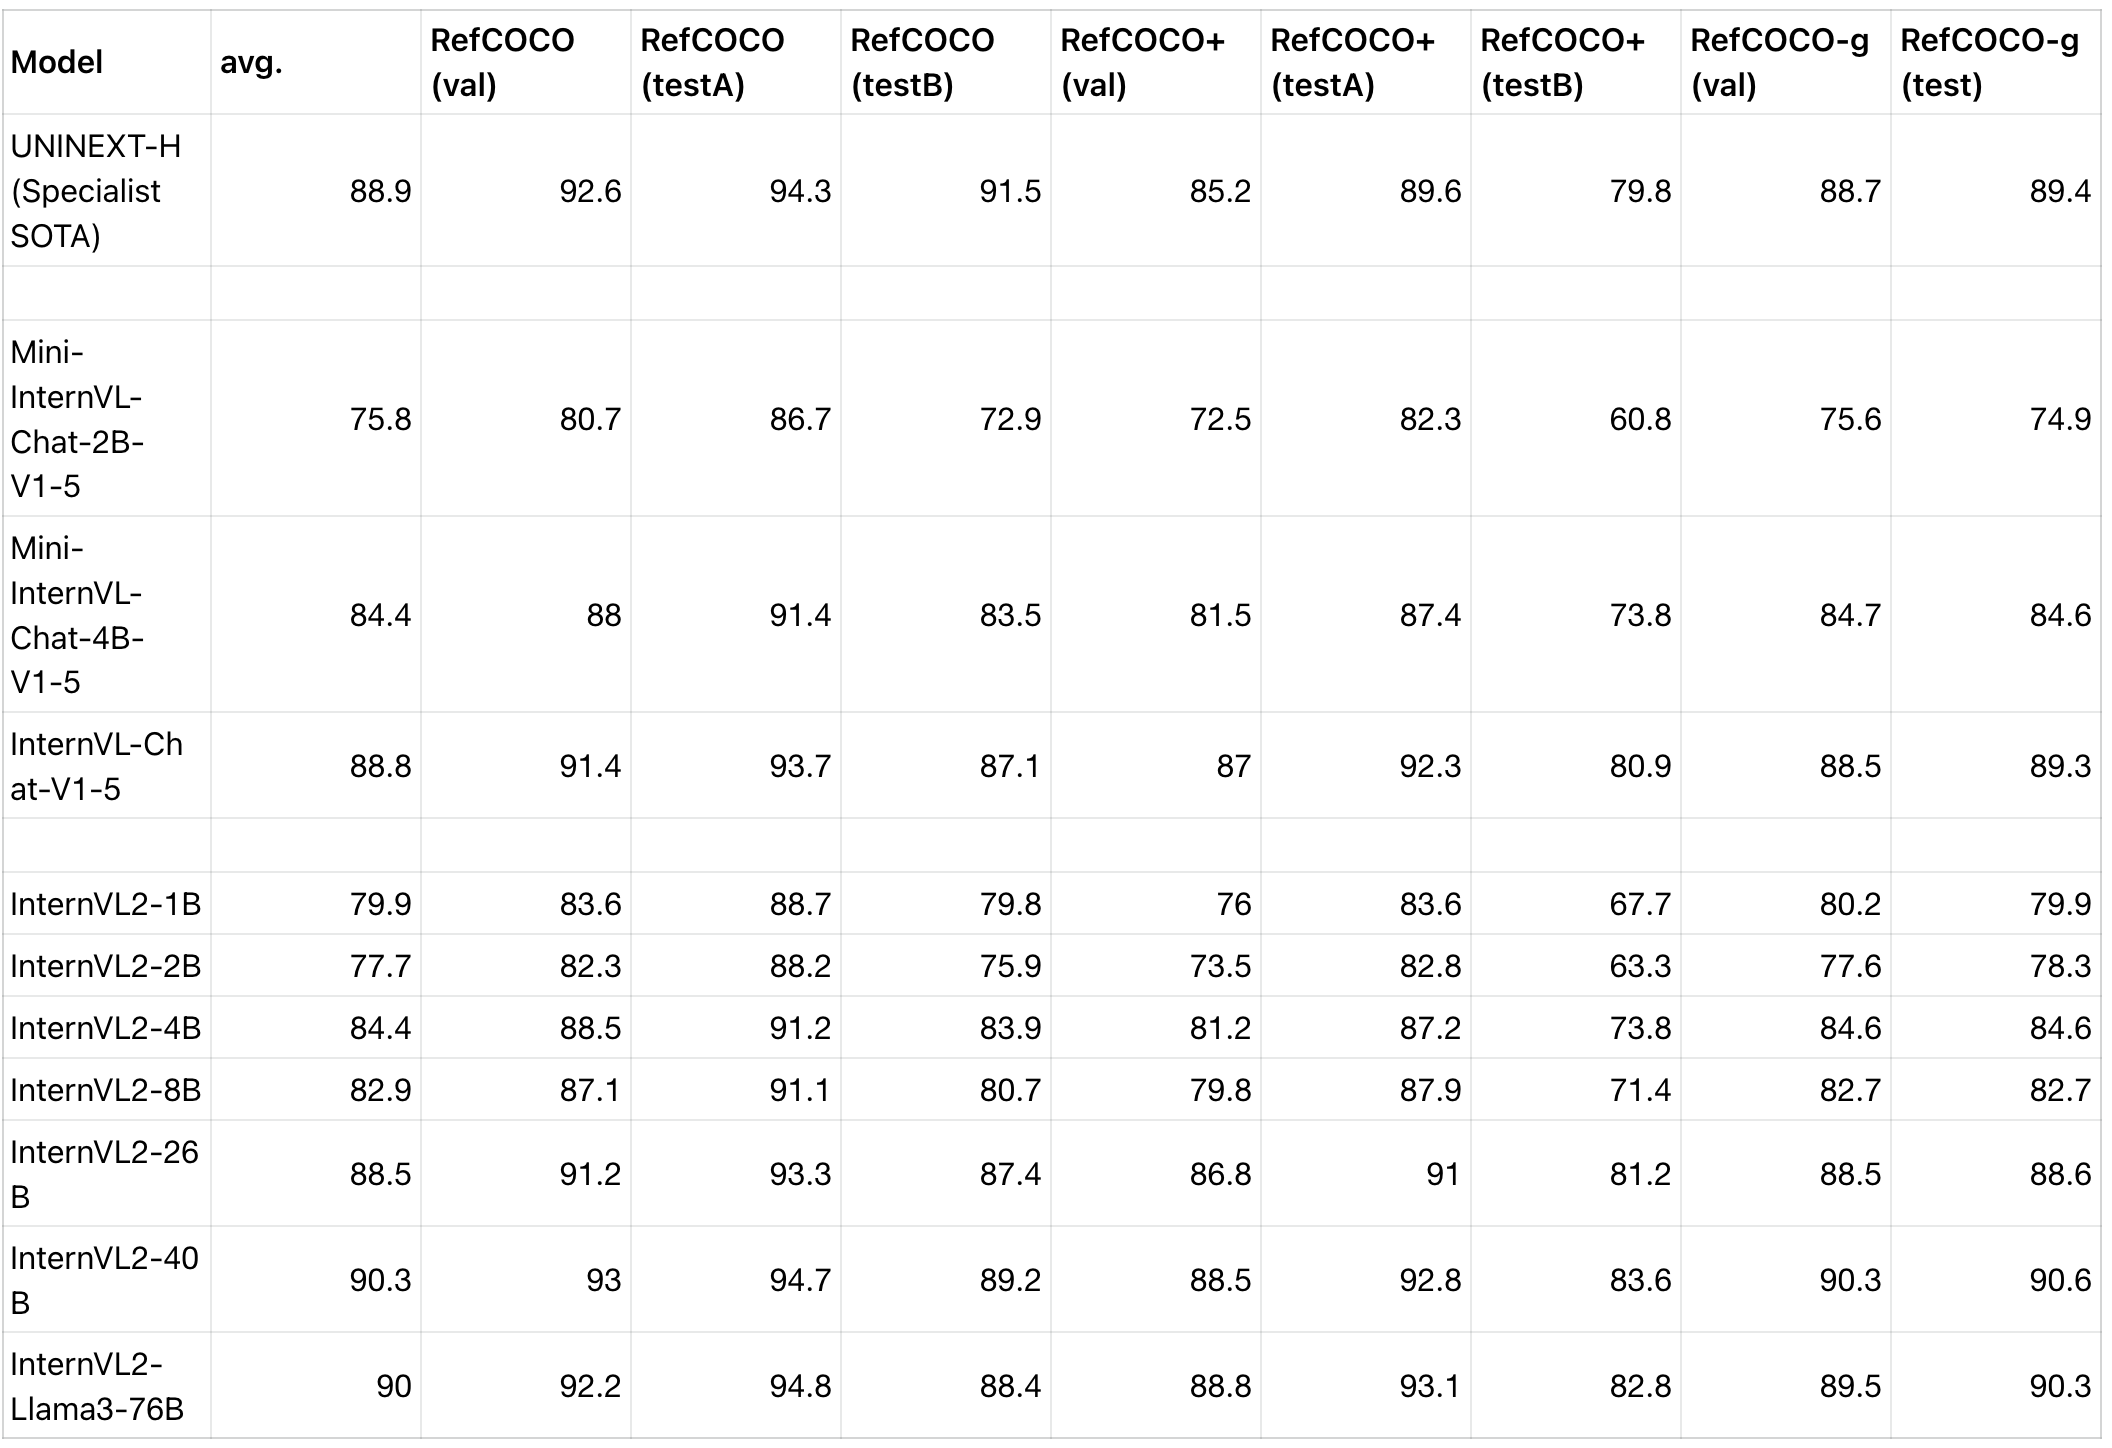 Model avg. RefCOCO (val) RefCOCO (testA) RefCOCO (testB) RefCOCO+ (val) RefCOCO+ (testA) RefCOCO+ (testB) RefCOCO-g (val) RefCOCO-g (test)
UNINEXT-H (Specialist SOTA) 88.9 92.6 94.3 91.5 85.2 89.6 79.8 88.7 89.4
Mini-InternVL-Chat-2B-V1-5 75.8 80.7 86.7 72.9 72.5 82.3 60.8 75.6 74.9
Mini-InternVL-Chat-4B-V1-5 84.4 88 91.4 83.5 81.5 87.4 73.8 84.7 84.6
InternVL-Chat-V1-5 88.8 91.4 93.7 87.1 87 92.3 80.9 88.5 89.3
InternVL2-1B 79.9 83.6 88.7 79.8 76 83.6 67.7 80.2 79.9
InternVL2-2B 77.7 82.3 88.2 75.9 73.5 82.8 63.3 77.6 78.3
InternVL2-4B 84.4 88.5 91.2 83.9 81.2 87.2 73.8 84.6 84.6
InternVL2-8B 82.9 87.1 91.1 80.7 79.8 87.9 71.4 82.7 82.7
InternVL2-26B 88.5 91.2 93.3 87.4 86.8 91 81.2 88.5 88.6
InternVL2-40B 90.3 93 94.7 89.2 88.5 92.8 83.6 90.3 90.6
InternVL2-Llama3-76B 90 92.2 94.8 88.4 88.8 93.1 82.8 89.5 90.3